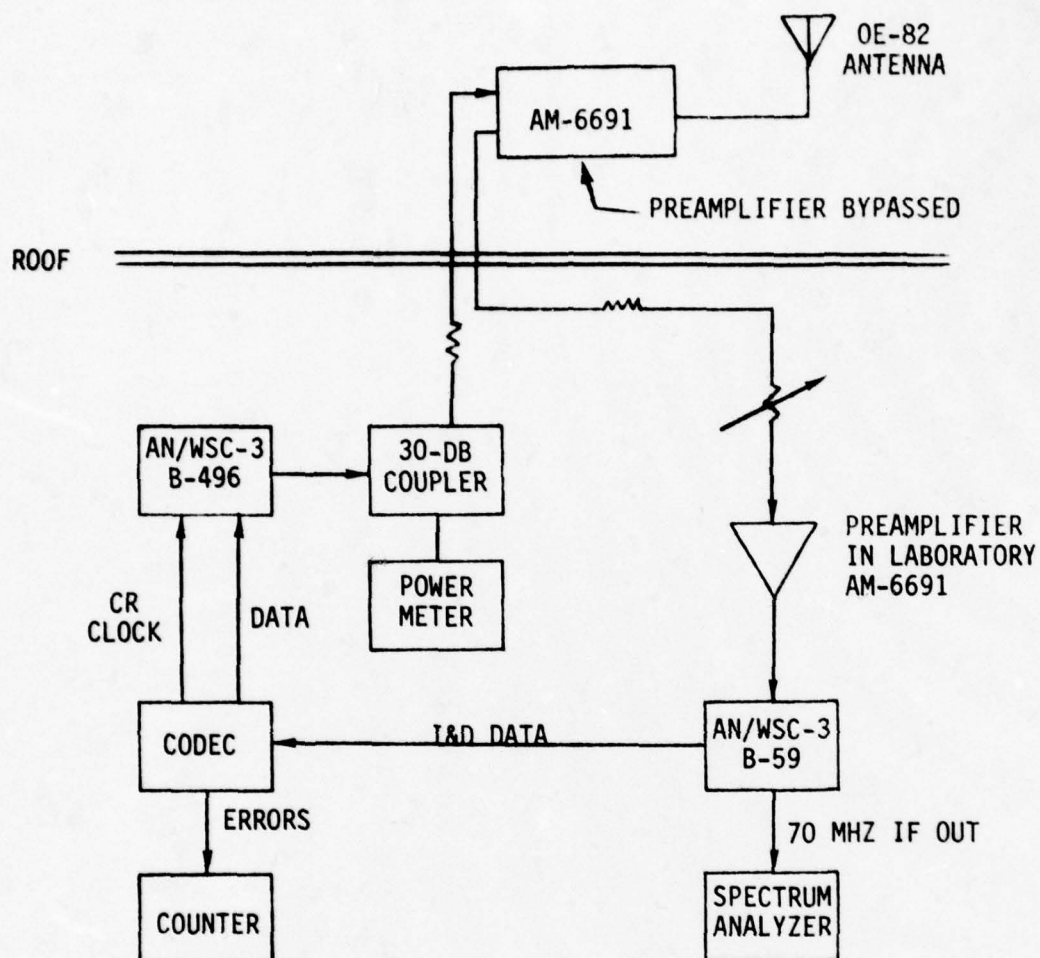 OE-82
ANTENNA
AM-6691
PREAMPLIFIER BYPASSED
ROOF
AN/WSC-3
B-496
30-DB
COUPLER
PREAMPLIFIER
IN LABORATORY
AM-6691
POWER
METER
CR
CLOCK
DATA
CODEC
I&D DATA
AN/WSC-3
B-59
ERRORS
70 MHZ IF OUT
COUNTER
SPECTRUM
ANALYZER